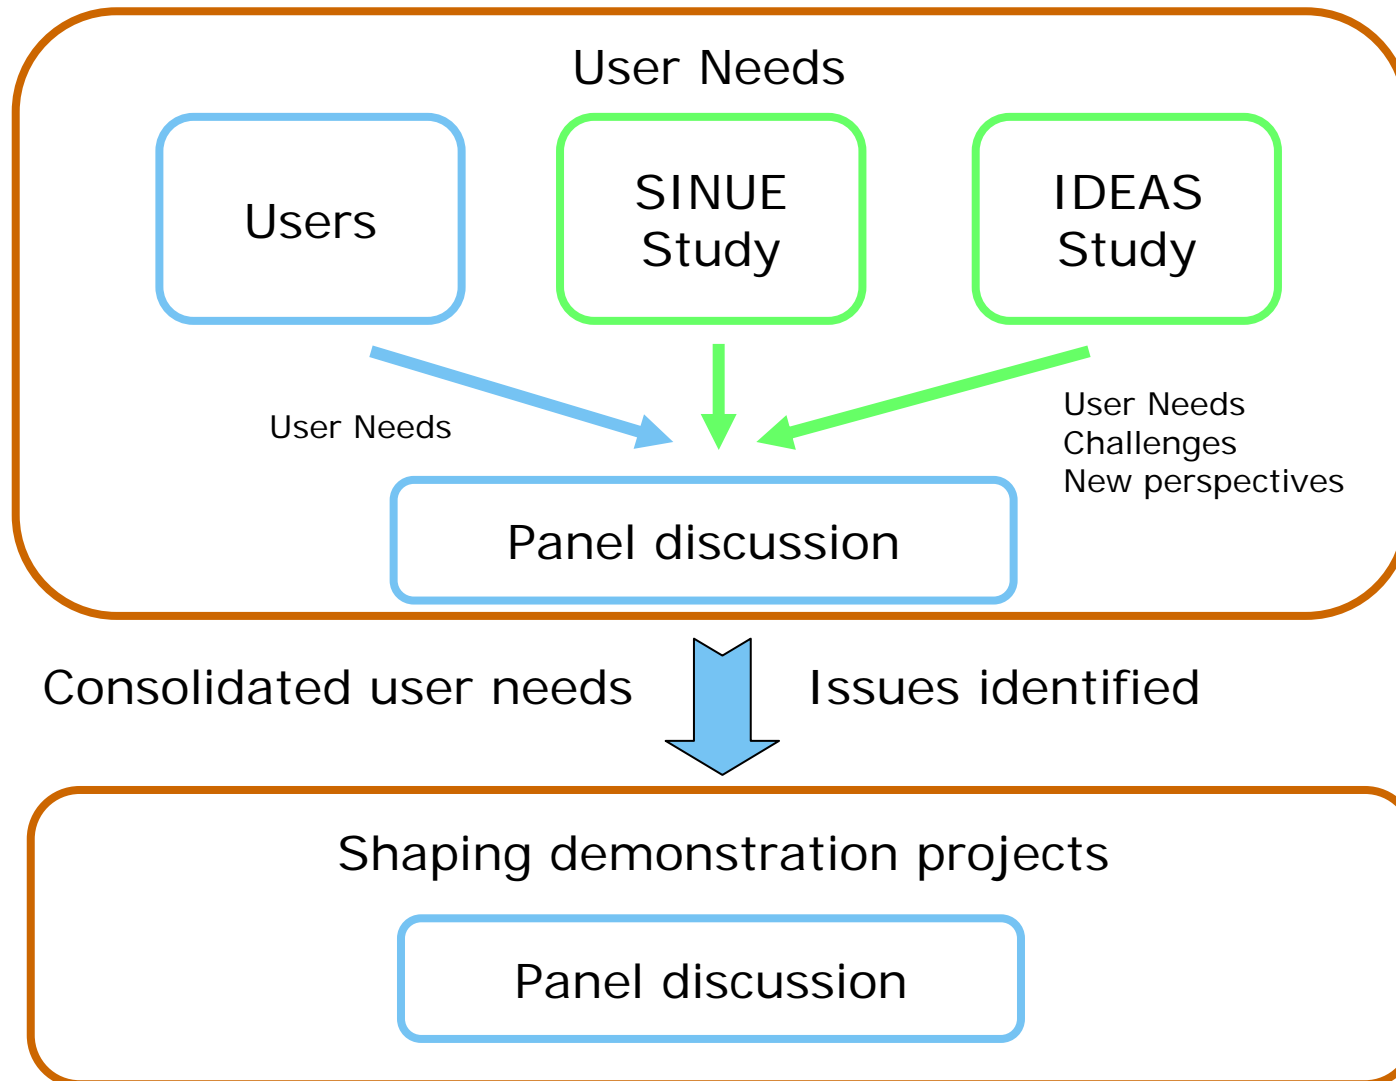 User Needs
Users
SINUE
Study
IDEAS
Study
User Needs
User Needs
Challenges
New perspectives
Panel discussion
Consolidated user needs
Issues identified
Shaping demonstration projects
Panel discussion